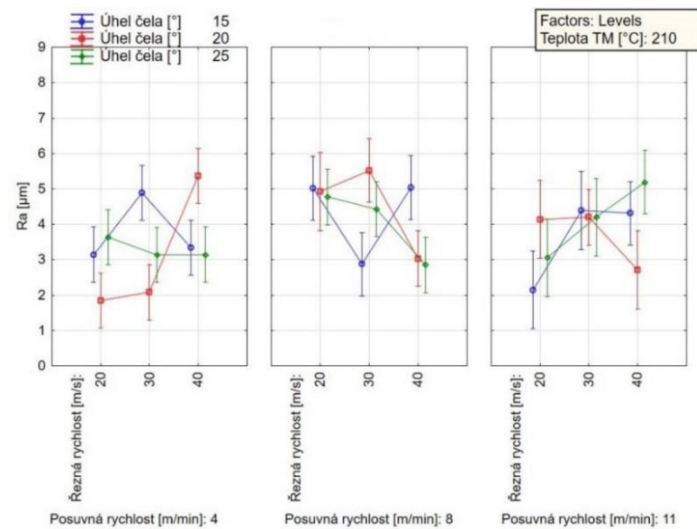 Úhel čela [°] 15
Úhel čela [°] 20
Úhel čela [°] 25
Factors: Levels
Teplota TM [°C]: 210
Ra [µm]
9
8
7
6
5
4
3
2
1
0
Řezná rychlost [m/s]: 20 30 40
Řezná rychlost [m/s]: 20 30 40
Řezná rychlost [m/s]: 20 30 40
Posuvná rychlost [m/min]: 4
Posuvná rychlost [m/min]: 8
Posuvná rychlost [m/min]: 11